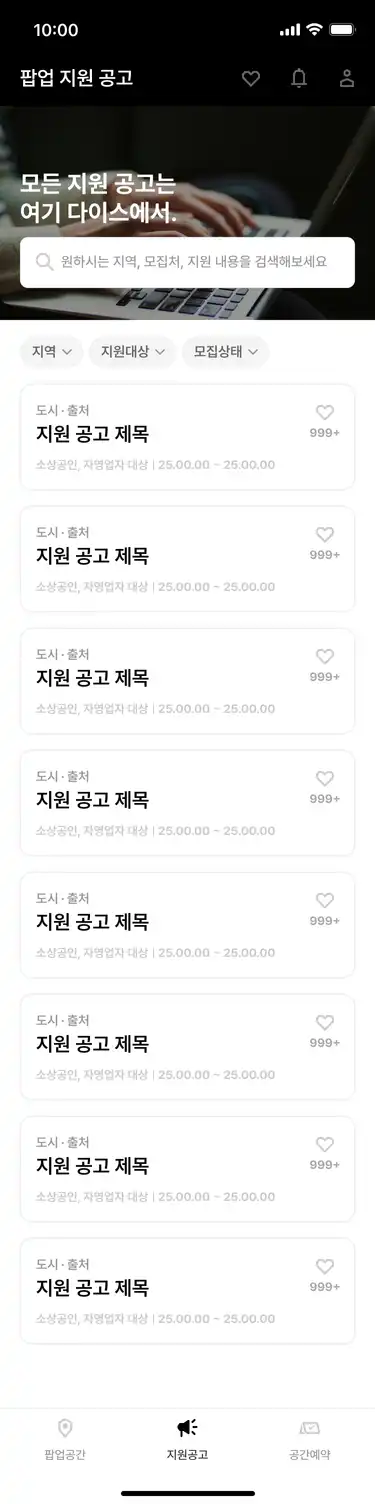 10:00
팝업 지원 공고
모든 지원 공고는
여기 다이스에서.
원하시는 지역, 모집처, 지원 내용을 검색해보세요
지역
지원대상
모집상태
도시 · 출처
지원 공고 제목
999+
소상공인, 자영업자 대상 | 25.00.00 ~ 25.00.00
도시 · 출처
지원 공고 제목
999+
소상공인, 자영업자 대상 | 25.00.00 ~ 25.00.00
도시 · 출처
지원 공고 제목
999+
소상공인, 자영업자 대상 | 25.00.00 ~ 25.00.00
도시 · 출처
지원 공고 제목
999+
소상공인, 자영업자 대상 | 25.00.00 ~ 25.00.00
도시 · 출처
지원 공고 제목
999+
소상공인, 자영업자 대상 | 25.00.00 ~ 25.00.00
도시 · 출처
지원 공고 제목
999+
소상공인, 자영업자 대상 | 25.00.00 ~ 25.00.00
도시 · 출처
지원 공고 제목
999+
소상공인, 자영업자 대상 | 25.00.00 ~ 25.00.00
도시 · 출처
지원 공고 제목
999+
소상공인, 자영업자 대상 | 25.00.00 ~ 25.00.00
팝업공간
지원공고
공간예약